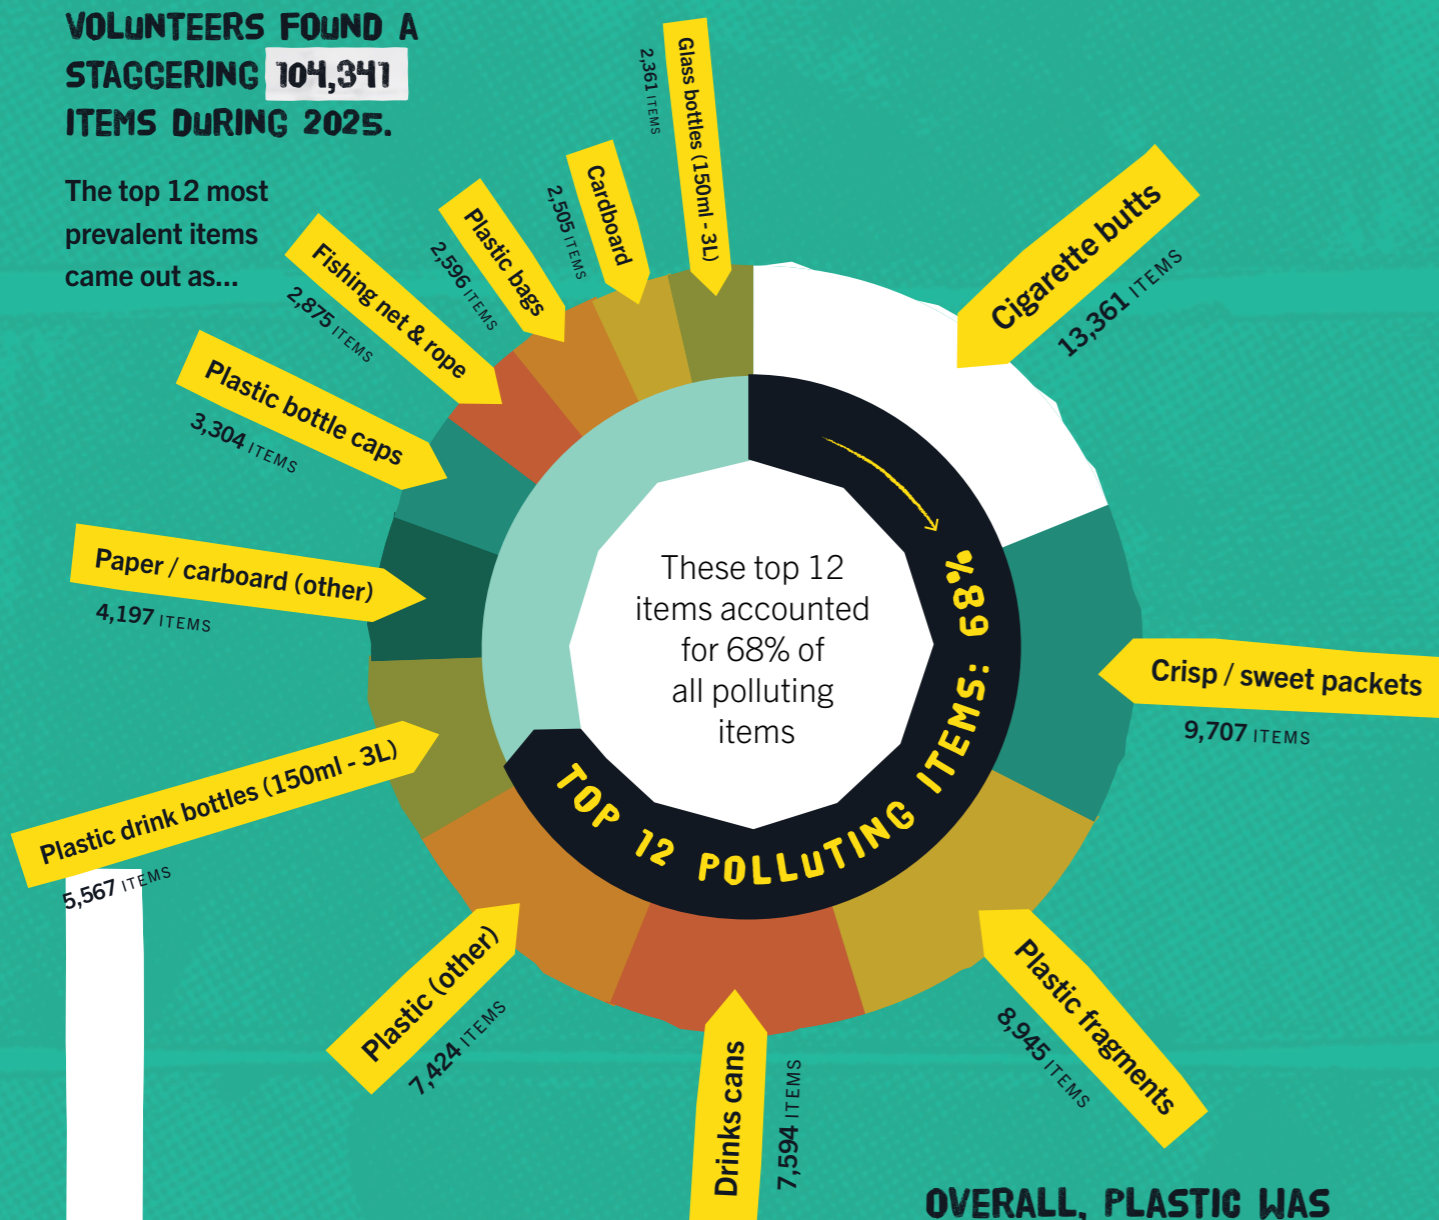 VOLUNTEERS FOUND A
STAGGERING 104,341
ITEMS DURING 2025.
The top 12 most
prevalent items
came out as...
Cigarette butts
13,361 ITEMS
Crisp / sweet packets
9,707 ITEMS
Plastic fragments
8,945 ITEMS
Drinks cans
7,594 ITEMS
Plastic (other)
7,424 ITEMS
Plastic drink bottles (150ml - 3L)
5,567 ITEMS
Paper / carboard (other)
4,197 ITEMS
Plastic bottle caps
3,304 ITEMS
Fishing net & rope
2,875 ITEMS
Plastic bags
2,596 ITEMS
Cardboard
2,505 ITEMS
Glass bottles (150ml - 3L)
2,361 ITEMS
TOP 12 POLLUTING ITEMS: 68%
These top 12
items accounted
for 68% of
all polluting
items
OVERALL, PLASTIC WAS